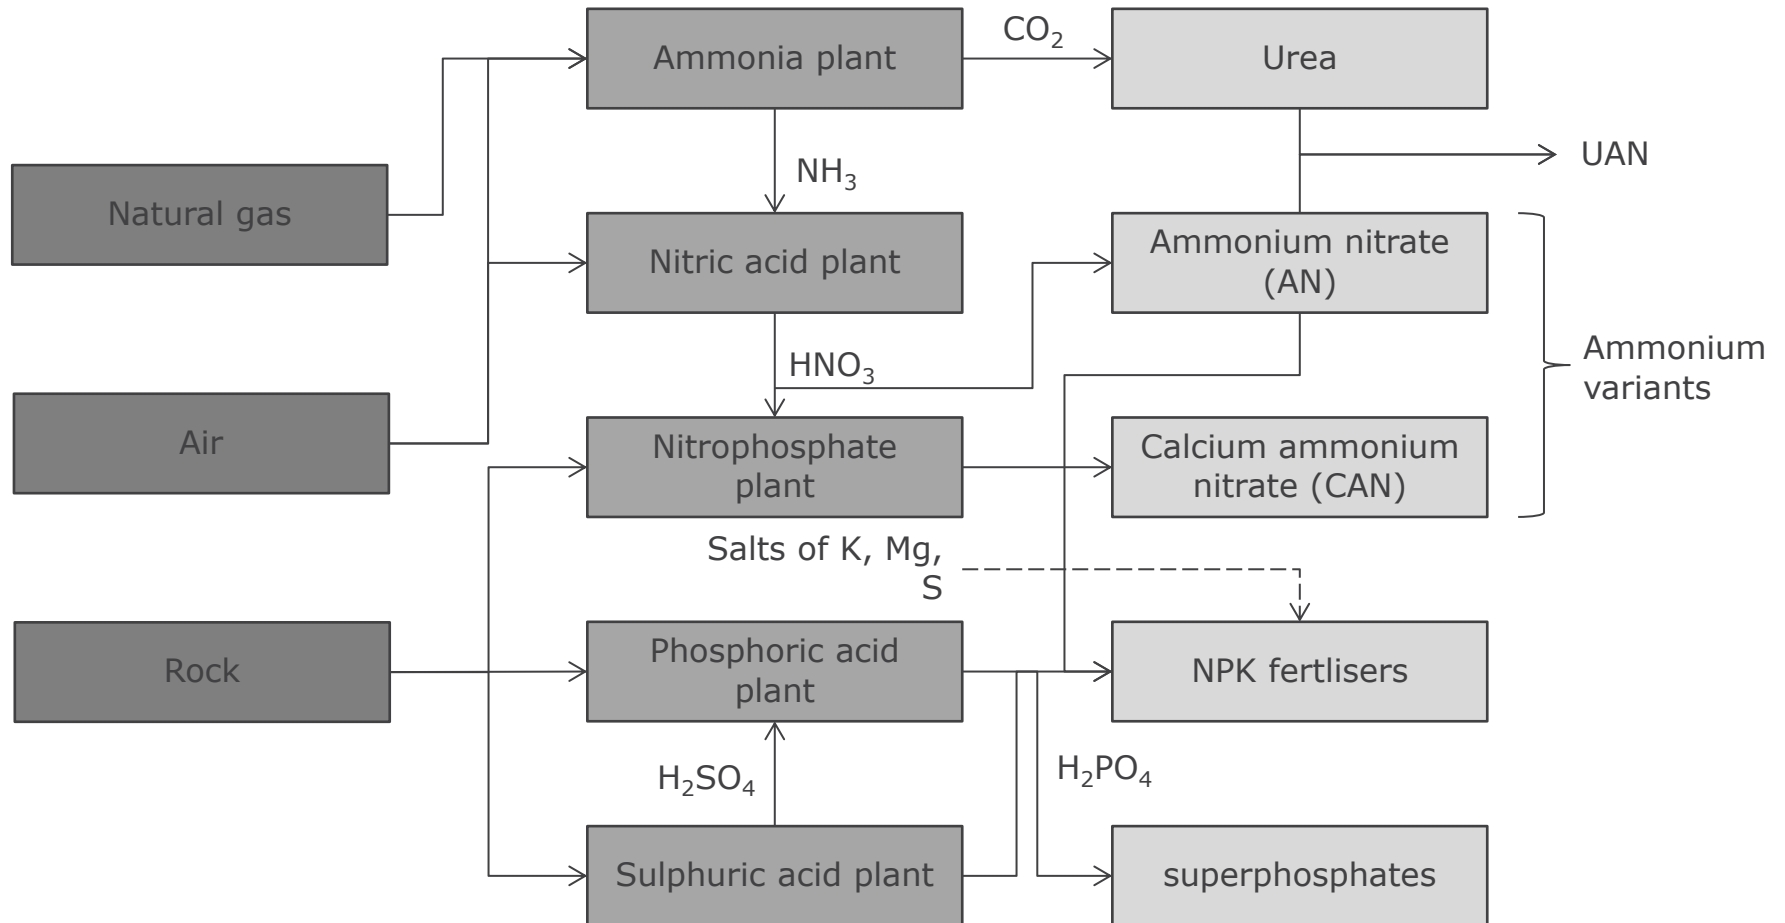 Ammonia plant
CO₂
Urea
NH₃
UAN
Natural gas
Nitric acid plant
Ammonium nitrate
(AN)
HNO₃
Ammonium
variants
Air
Nitrophosphate
plant
Calcium ammonium
nitrate (CAN)
Salts of K, Mg,
S
Rock
Phosphoric acid
plant
NPK fertlisers
H₂SO₄
H₂PO₄
Sulphuric acid plant
superphosphates